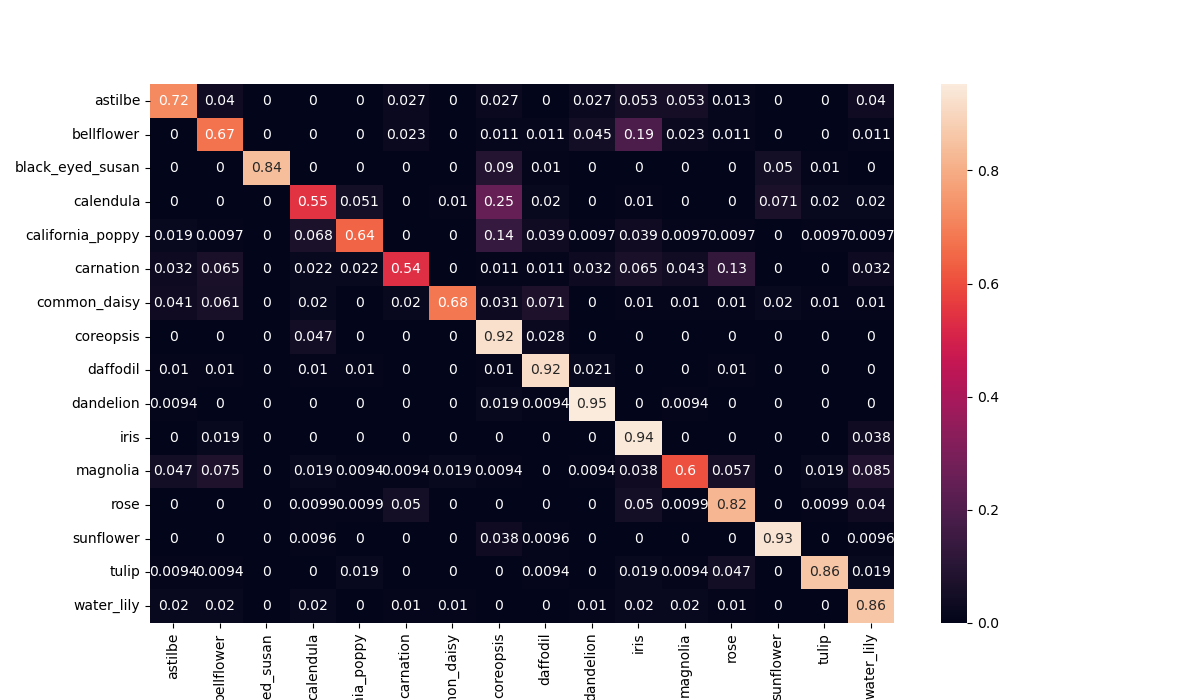 astilbe 0.72 0.04 0 0 0 0.027 0 0.027 0 0.027 0.053 0.053 0.013 0 0 0.04
bellflower 0 0.67 0 0 0 0.023 0 0.011 0.011 0.045 0.19 0.023 0.011 0 0 0.011
black_eyed_susan 0 0 0.84 0 0 0 0 0.09 0.01 0 0 0 0 0.05 0.01 0
0.8
calendula 0 0 0 0.55 0.051 0 0.01 0.25 0.02 0 0.01 0 0 0.071 0.02 0.02
california_poppy 0.019 0.0097 0 0.068 0.64 0 0 0.14 0.039 0.0097 0.039 0.0097 0.0097 0 0.0097 0.0097
carnation 0.032 0.065 0 0.022 0.022 0.54 0 0.011 0.011 0.032 0.065 0.043 0.13 0 0 0.032
0.6
common_daisy 0.041 0.061 0 0.02 0 0.02 0.68 0.031 0.071 0 0.01 0.01 0.01 0.02 0.01 0.01
coreopsis 0 0 0 0.047 0 0 0 0.92 0.028 0 0 0 0 0 0 0
daffodil 0.01 0.01 0 0.01 0.01 0 0 0.01 0.92 0.021 0 0 0.01 0 0 0
0.4
dandelion 0.0094 0 0 0 0 0 0 0.019 0.0094 0.95 0 0.0094 0 0 0 0
iris 0 0.019 0 0 0 0 0 0 0 0 0.94 0 0 0 0 0.038
magnolia 0.047 0.075 0 0.019 0.0094 0.0094 0.019 0.0094 0 0.0094 0.038 0.6 0.057 0 0.019 0.085
rose 0 0 0 0.0099 0.0099 0.05 0 0 0 0 0.05 0.0099 0.82 0 0.0099 0.04
0.2
sunflower 0 0 0 0.0096 0 0 0 0.038 0.0096 0 0 0 0 0.93 0 0.0096
tulip 0.0094 0.0094 0 0 0.019 0 0 0 0.0094 0 0.019 0.0094 0.047 0 0.86 0.019
water_lily 0.02 0.02 0 0.02 0 0.01 0.01 0 0 0.01 0.02 0.02 0.01 0 0 0.86
0.0
astilbe
bellflower
ed_susan
calendula
nia_poppy
carnation
non_daisy
coreopsis
daffodil
dandelion
iris
magnolia
rose
sunflower
tulip
water_lily